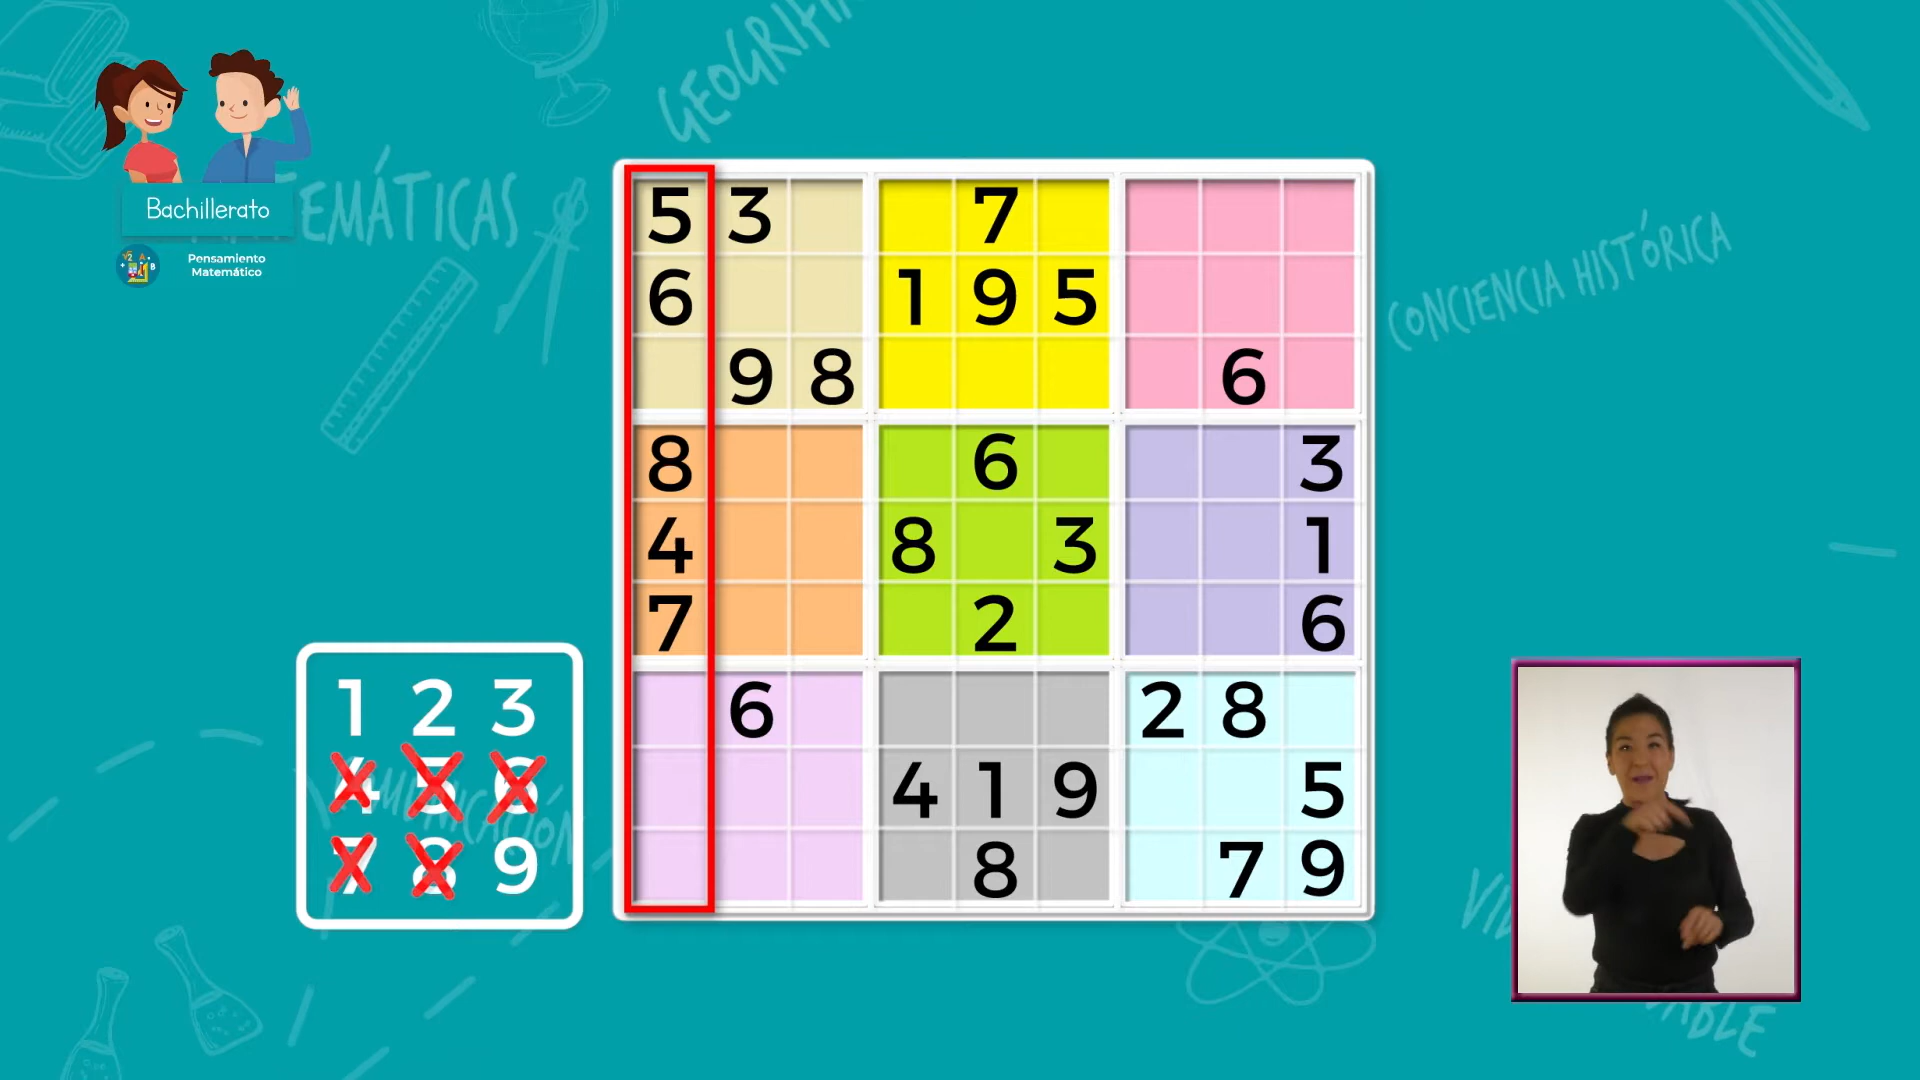 GEOGRAFÍA
EMÁTICAS
Bachillerato
Pensamiento
Matemático
CONCIENCIA HISTÓRICA
5 3 7
6 1 9 5
9 8 6
8 6 3
4 8 3 1
7 2 6
6 2 8
4 1 9 5
8 7 9
1 2 3
4 5 6
7 8 9
MUNICACIÓN